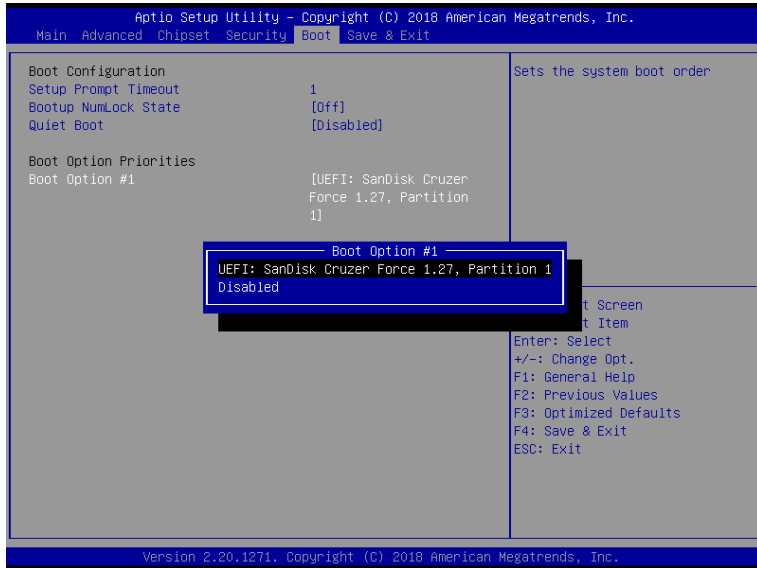 Aptio Setup Utility – Copyright (C) 2018 American Megatrends, Inc.
Main Advanced Chipset Security Boot Save & Exit
Boot Configuration
Setup Prompt Timeout 1
Bootup NumLock State [Off]
Quiet Boot [Disabled]
Boot Option Priorities
Boot Option #1 [UEFI: SanDisk Cruzer
Force 1.27, Partition
1]
Sets the system boot order
Boot Option #1
UEFI: SanDisk Cruzer Force 1.27, Partition 1
Disabled
Screen
Item
Enter: Select
+/-: Change Opt.
F1: General Help
F2: Previous Values
F3: Optimized Defaults
F4: Save & Exit
ESC: Exit
Version 2.20.1271. Copyright (C) 2018 American Megatrends, Inc.